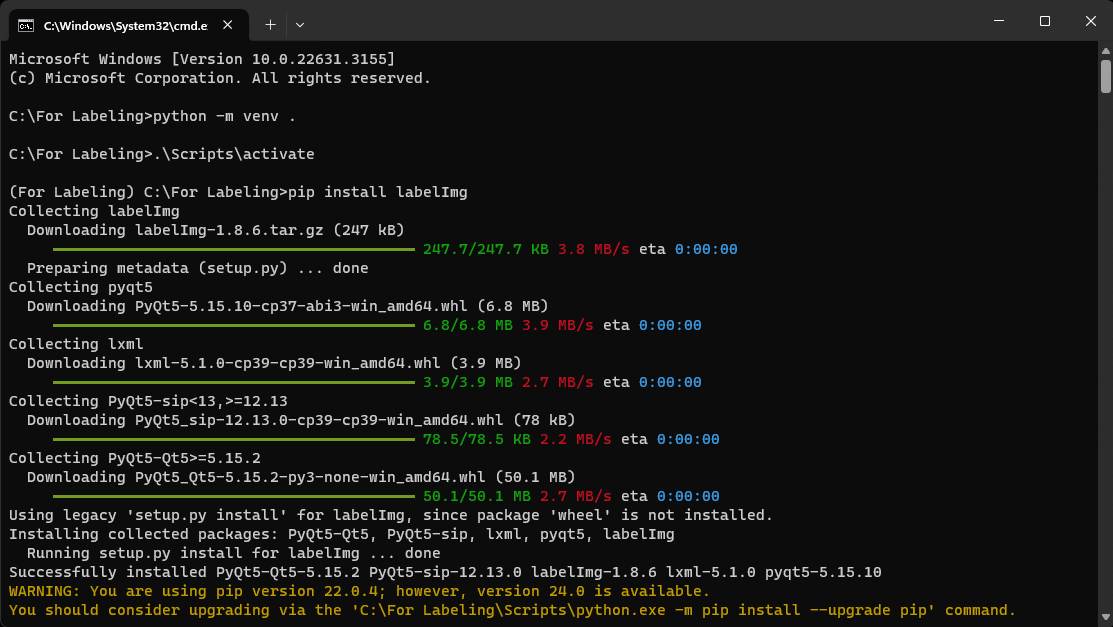 C:\Windows\System32\cmd.e
Microsoft Windows [Version 10.0.22631.3155]
(c) Microsoft Corporation. All rights reserved.
C:\For Labeling>python -m venv .
C:\For Labeling>.\Scripts\activate
(For Labeling) C:\For Labeling>pip install labelImg
Collecting labelImg
Downloading labelImg-1.8.6.tar.gz (247 kB)
247.7/247.7 KB 3.8 MB/s eta 0:00:00
Preparing metadata (setup.py) ... done
Collecting pyqt5
Downloading PyQt5-5.15.10-cp37-abi3-win_amd64.whl (6.8 MB)
6.8/6.8 MB 3.9 MB/s eta 0:00:00
Collecting lxml
Downloading lxml-5.1.0-cp39-cp39-win_amd64.whl (3.9 MB)
3.9/3.9 MB 2.7 MB/s eta 0:00:00
Collecting PyQt5-sip<13,>=12.13
Downloading PyQt5_sip-12.13.0-cp39-cp39-win_amd64.whl (78 kB)
78.5/78.5 KB 2.2 MB/s eta 0:00:00
Collecting PyQt5-Qt5>=5.15.2
Downloading PyQt5_Qt5-5.15.2-py3-none-win_amd64.whl (50.1 MB)
50.1/50.1 MB 2.7 MB/s eta 0:00:00
Using legacy 'setup.py install' for labelImg, since package 'wheel' is not installed.
Installing collected packages: PyQt5-Qt5, PyQt5-sip, lxml, pyqt5, labelImg
Running setup.py install for labelImg ... done
Successfully installed PyQt5-Qt5-5.15.2 PyQt5-sip-12.13.0 labelImg-1.8.6 lxml-5.1.0 pyqt5-5.15.10
WARNING: You are using pip version 22.0.4; however, version 24.0 is available.
You should consider upgrading via the 'C:\For Labeling\Scripts\python.exe -m pip install --upgrade pip' command.